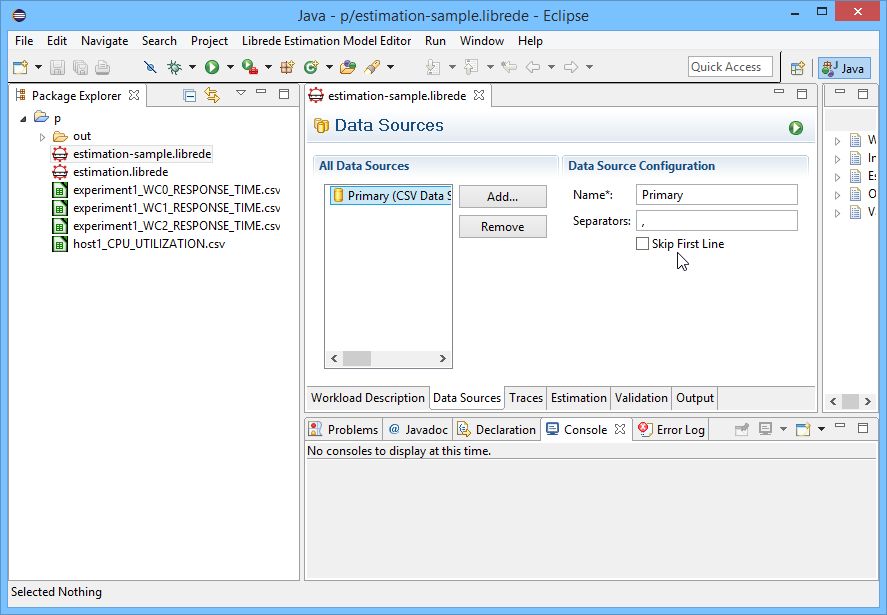 Java - p/estimation-sample.librede - Eclipse
File Edit Navigate Search Project Librede Estimation Model Editor Run Window Help
Quick Access
Java
Package Explorer
p
out
estimation-sample.librede
estimation.librede
experiment1_WC0_RESPONSE_TIME.csv
experiment1_WC1_RESPONSE_TIME.csv
experiment1_WC2_RESPONSE_TIME.csv
host1_CPU_UTILIZATION.csv
estimation-sample.librede
Data Sources
All Data Sources
Primary (CSV Data S
Add...
Remove
Data Source Configuration
Name*: Primary
Separators: ,
Skip First Line
Workload Description Data Sources Traces Estimation Validation Output
W
In
Es
O
Va
Problems @ Javadoc Declaration Console Error Log
No consoles to display at this time.
Selected Nothing